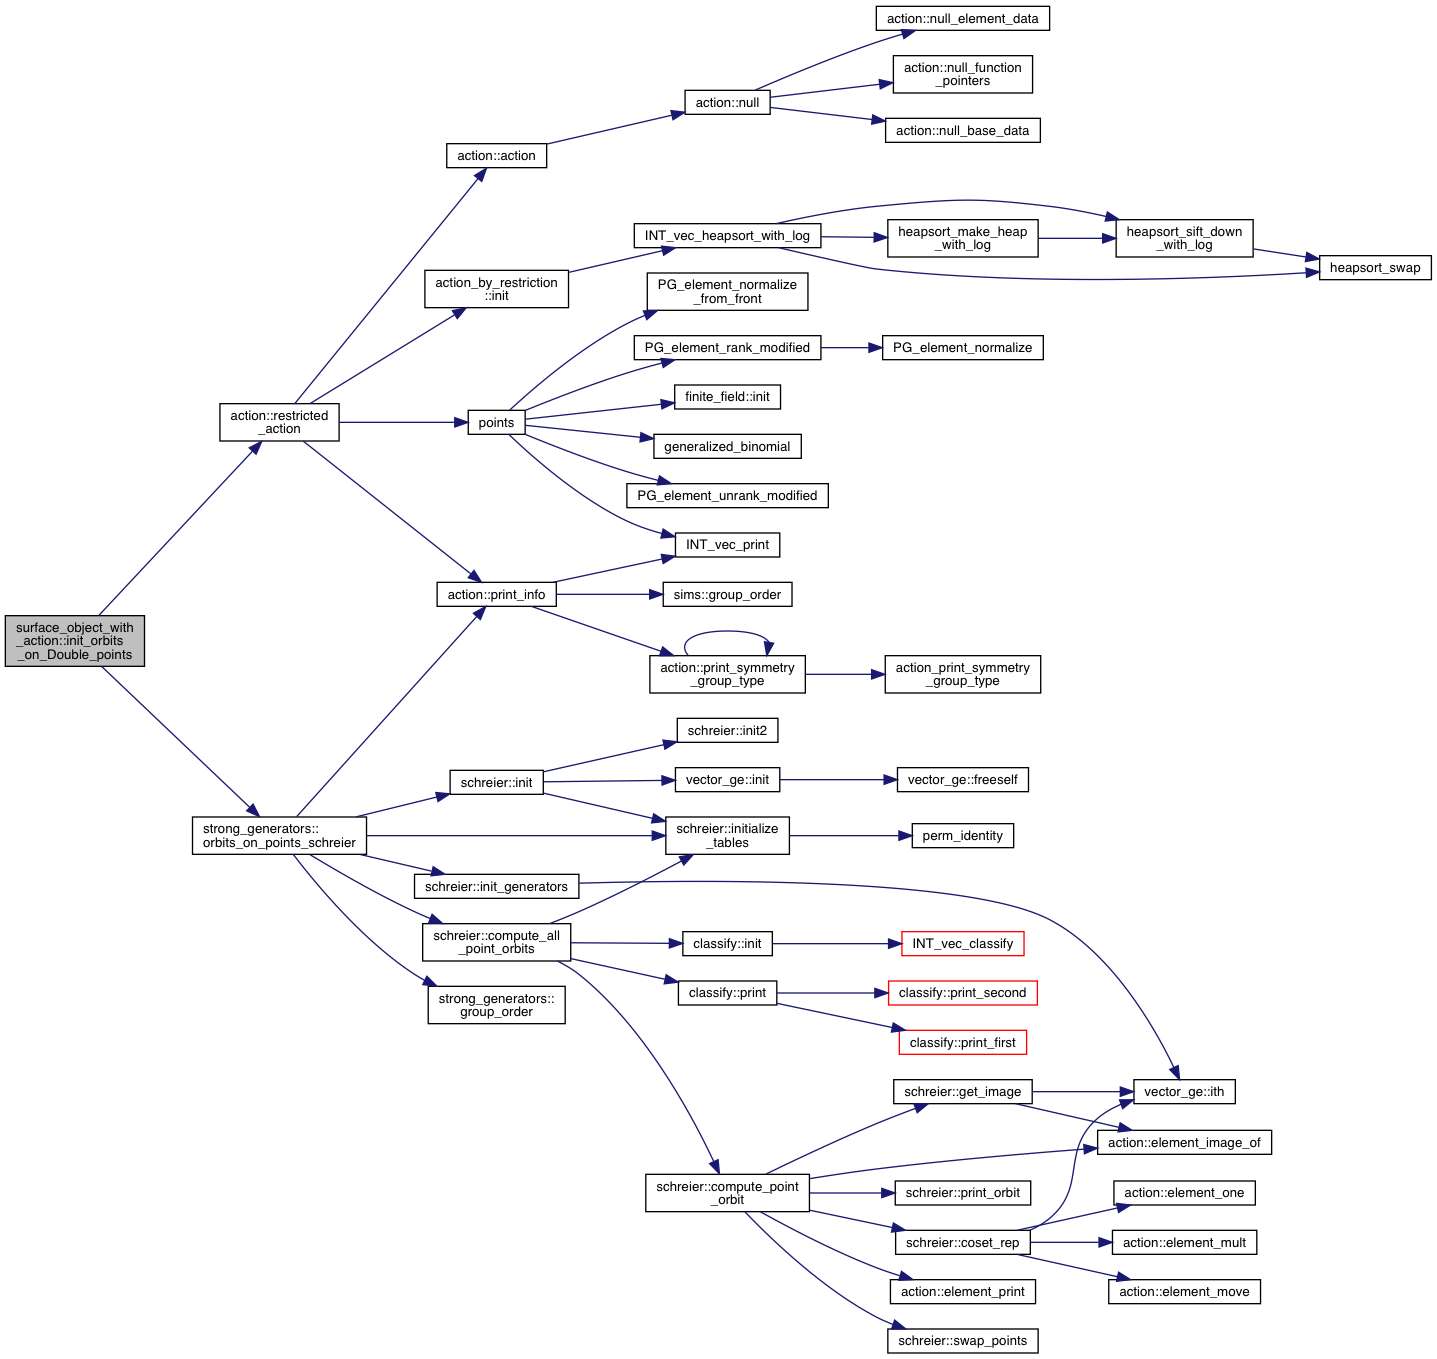 action::null_element_data
action::null_function
_pointers
action::null
action::null_base_data
action::action
INT_vec_heapsort_with_log
heapsort_make_heap
_with_log
heapsort_sift_down
_with_log
heapsort_swap
action_by_restriction
::init
PG_element_normalize
_from_front
PG_element_rank_modified
PG_element_normalize
finite_field::init
action::restricted
_action
points
generalized_binomial
PG_element_unrank_modified
INT_vec_print
action::print_info
sims::group_order
surface_object_with
_action::init_orbits
_on_Double_points
action::print_symmetry
_group_type
action_print_symmetry
_group_type
schreier::init2
schreier::init
vector_ge::init
vector_ge::freeself
strong_generators::
orbits_on_points_schreier
schreier::initialize
_tables
perm_identity
schreier::init_generators
schreier::compute_all
_point_orbits
classify::init
INT_vec_classify
strong_generators::
group_order
classify::print
classify::print_second
classify::print_first
schreier::get_image
vector_ge::ith
action::element_image_of
schreier::compute_point
_orbit
schreier::print_orbit
action::element_one
schreier::coset_rep
action::element_mult
action::element_print
action::element_move
schreier::swap_points